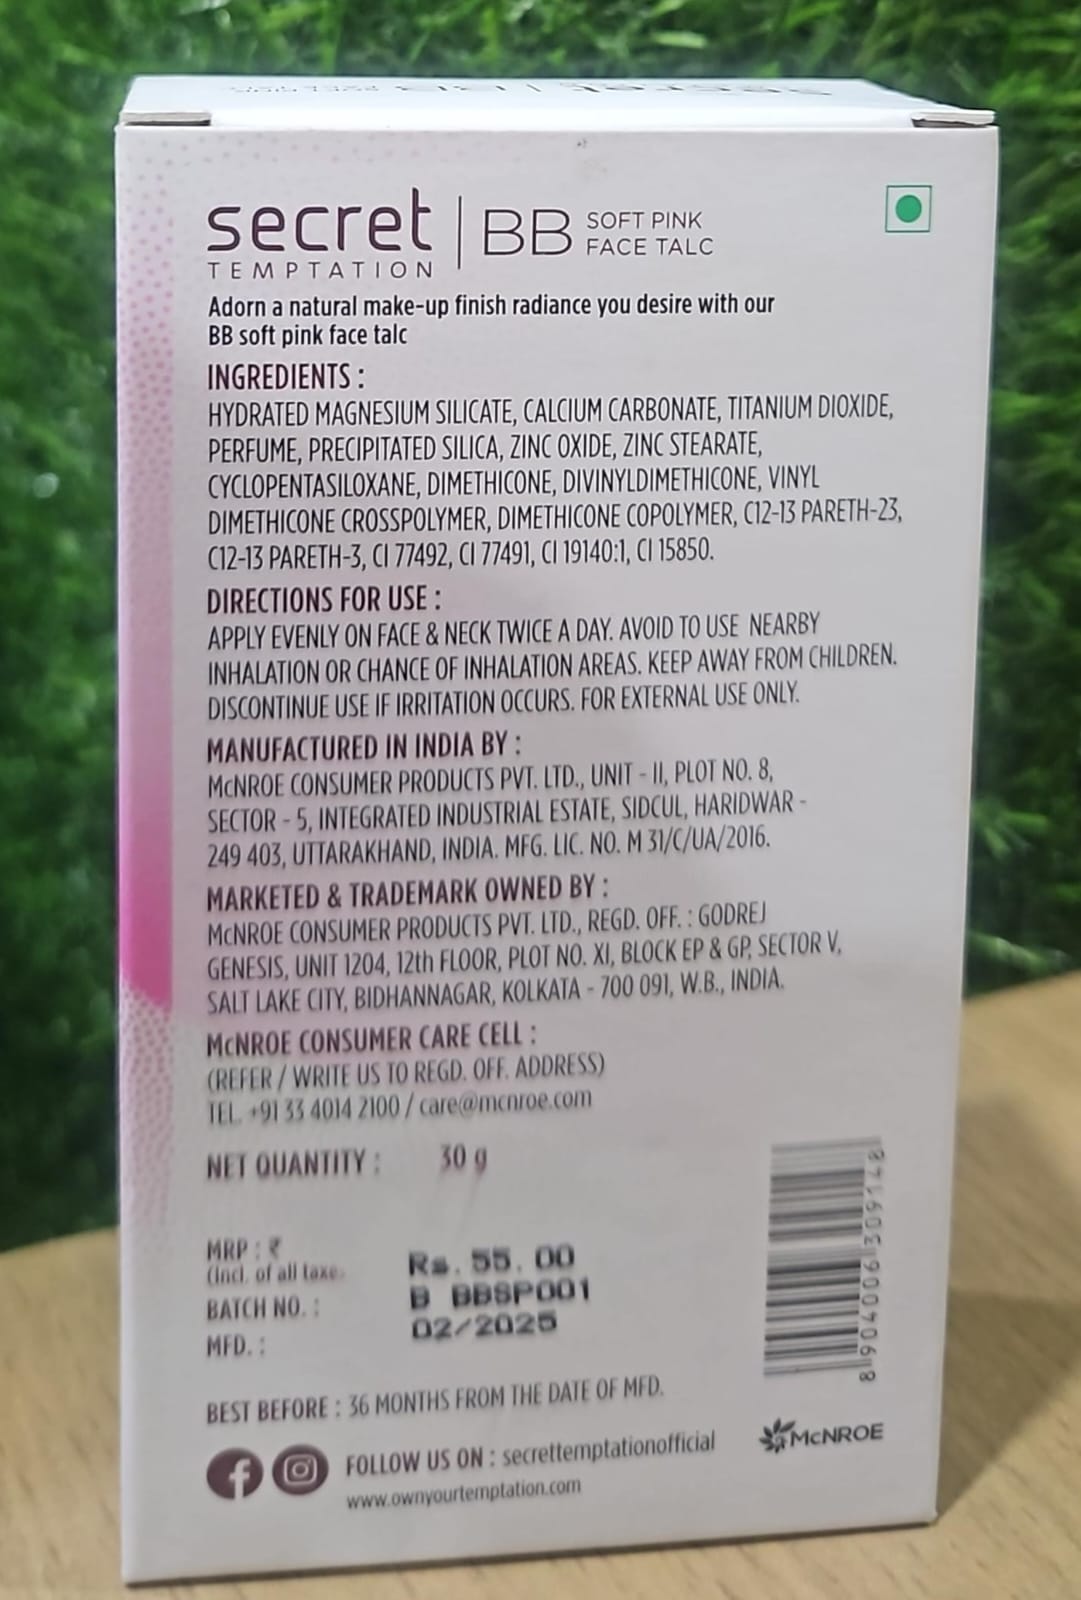 secret
TEMPTATION
BB
SOFT PINK
FACE TALC
Adorn a natural make-up finish radiance you desire with our
BB soft pink face talc
INGREDIENTS :
HYDRATED MAGNESIUM SILICATE, CALCIUM CARBONATE, TITANIUM DIOXIDE,
PERFUME, PRECIPITATED SILICA, ZINC OXIDE, ZINC STEARATE,
CYCLOPENTASILOXANE, DIMETHICONE, DIVINYLDIMETHICONE, VINYL
DIMETHICONE CROSSPOLYMER, DIMETHICONE COPOLYMER, C12-13 PARETH-23,
C12-13 PARETH-3, CI 77492, CI 77491, CI 19140:1, CI 15850.
DIRECTIONS FOR USE :
APPLY EVENLY ON FACE & NECK TWICE A DAY. AVOID TO USE NEARBY
INHALATION OR CHANCE OF INHALATION AREAS. KEEP AWAY FROM CHILDREN.
DISCONTINUE USE IF IRRITATION OCCURS. FOR EXTERNAL USE ONLY.
MANUFACTURED IN INDIA BY :
McNROE CONSUMER PRODUCTS PVT. LTD., UNIT - II, PLOT NO. 8,
SECTOR - 5, INTEGRATED INDUSTRIAL ESTATE, SIDCUL, HARIDWAR -
249 403, UTTARAKHAND, INDIA. MFG. LIC. NO. M 31/C/UA/2016.
MARKETED & TRADEMARK OWNED BY :
McNROE CONSUMER PRODUCTS PVT. LTD., REGD. OFF. : GODREJ
GENESIS, UNIT 1204, 12th FLOOR, PLOT NO. XI, BLOCK EP & GP, SECTOR V,
SALT LAKE CITY, BIDHANNAGAR, KOLKATA - 700 091, W.B., INDIA.
McNROE CONSUMER CARE CELL :
(REFER / WRITE US TO REGD. OFF. ADDRESS)
TEL. +91 33 4014 2100 / care@mcnroe.com
NET QUANTITY : 30 g
MRP : ₹ Rs. 55.00
(Incl. of all taxe.
BATCH NO. : B BBSP001
MFD. : 02/2025
8 904006 309148
BEST BEFORE : 36 MONTHS FROM THE DATE OF MFD.
McNROE
FOLLOW US ON : secrettemptationofficial
www.ownyourtemptation.com